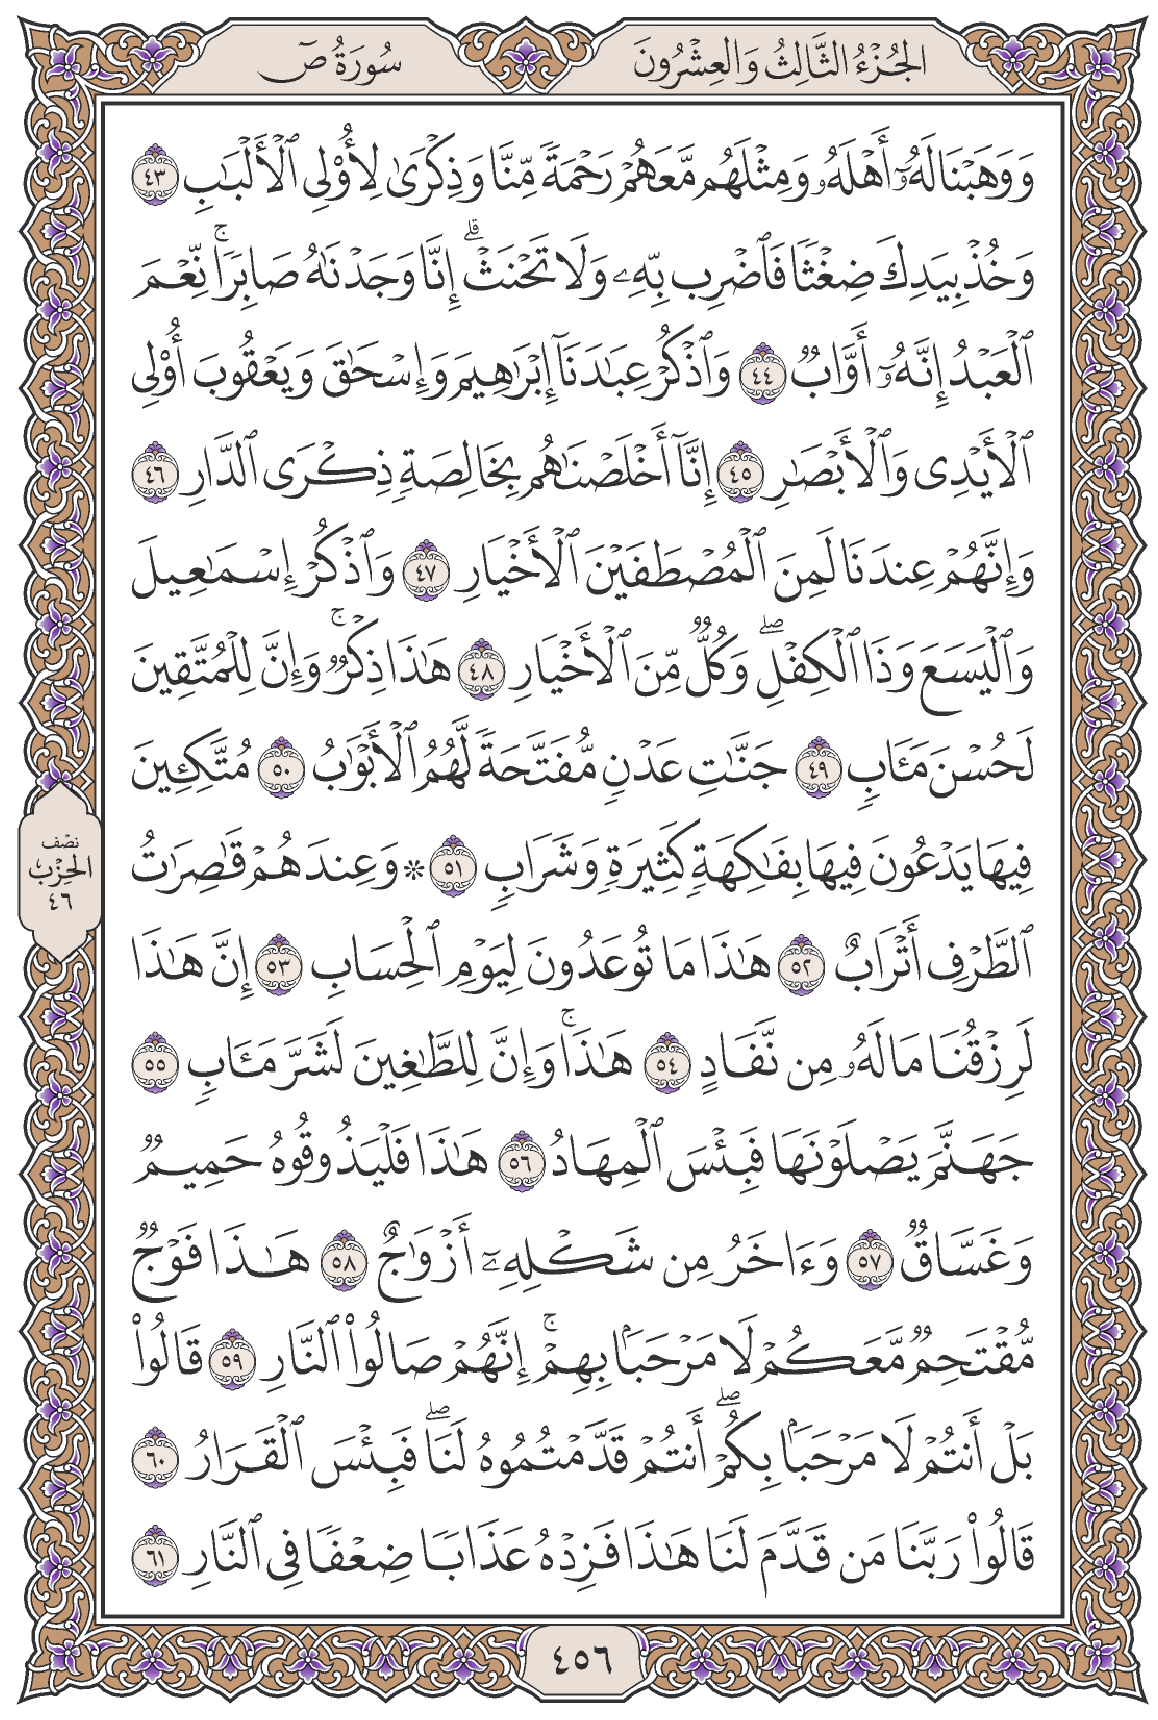 الجُزْءُ الثَّالِثُ وَالعِشْرُونَ
سُورَةُ صٓ
وَوَهَبْنَا لَهُۥٓ أَهْلَهُۥ وَمِثْلَهُم مَّعَهُمْ رَحْمَةٗ مِّنَّا وَذِكْرَىٰ لِأُوْلِي ٱلْأَلْبَٰبِ ٤٣
وَخُذْ بِيَدِكَ ضِغْثٗا فَٱضْرِب بِّهِۦ وَلَا تَحْنَثْۗ إِنَّا وَجَدْنَٰهُ صَابِرٗاۚ نِّعْمَ
ٱلْعَبْدُ إِنَّهُۥٓ أَوَّابٞ ٤٤ وَٱذْكُرْ عِبَٰدَنَآ إِبْرَٰهِيمَ وَإِسْحَٰقَ وَيَعْقُوبَ أُوْلِي
ٱلْأَيْدِي وَٱلْأَبْصَٰرِ ٤٥ إِنَّآ أَخْلَصْنَٰهُم بِخَالِصَةٖ ذِكْرَى ٱلدَّارِ ٤٦
وَإِنَّهُمْ عِندَنَا لَمِنَ ٱلْمُصْطَفَيْنَ ٱلْأَخْيَارِ ٤٧ وَٱذْكُرْ إِسْمَٰعِيلَ
وَٱلْيَسَعَ وَذَا ٱلْكِفْلِۖ وَكُلّٞ مِّنَ ٱلْأَخْيَارِ ٤٨ هَٰذَا ذِكْرٞۚ وَإِنَّ لِلْمُتَّقِينَ
لَحُسْنَ مَـَٔابٖ ٤٩ جَنَّٰتِ عَدْنٖ مُّفَتَّحَةٗ لَّهُمُ ٱلْأَبْوَٰبُ ٥٠ مُتَّكِـِٔينَ
فِيهَا يَدْعُونَ فِيهَا بِفَٰكِهَةٖ كَثِيرَةٖ وَشَرَابٖ ٥١ ۞ وَعِندَهُمْ قَٰصِرَٰتُ
ٱلطَّرْفِ أَتْرَابٌ ٥٢ هَٰذَا مَا تُوعَدُونَ لِيَوْمِ ٱلْحِسَابِ ٥٣ إِنَّ هَٰذَا
لَرِزْقُنَا مَا لَهُۥ مِن نَّفَادٍ ٥٤ هَٰذَاۚ وَإِنَّ لِلطَّٰغِينَ لَشَرَّ مَـَٔابٖ ٥٥
جَهَنَّمَ يَصْلَوْنَهَا فَبِئْسَ ٱلْمِهَادُ ٥٦ هَٰذَا فَلْيَذُوقُوهُ حَمِيمٞ
وَغَسَّاقٞ ٥٧ وَءَاخَرُ مِن شَكْلِهِۦٓ أَزْوَٰجٌ ٥٨ هَٰذَا فَوْجٞ
مُّقْتَحِمٞ مَّعَكُمْ لَا مَرْحَبَۢا بِهِمْۚ إِنَّهُمْ صَالُواْ ٱلنَّارِ ٥٩ قَالُواْ
بَلْ أَنتُمْ لَا مَرْحَبَۢا بِكُمْۖ أَنتُمْ قَدَّمْتُمُوهُ لَنَاۖ فَبِئْسَ ٱلْقَرَارُ ٦٠
قَالُواْ رَبَّنَا مَن قَدَّمَ لَنَا هَٰذَا فَزِدْهُ عَذَابٗا ضِعْفٗا فِي ٱلنَّارِ ٦١
نصْف
الحِزْب
٤٦
٤٥٦